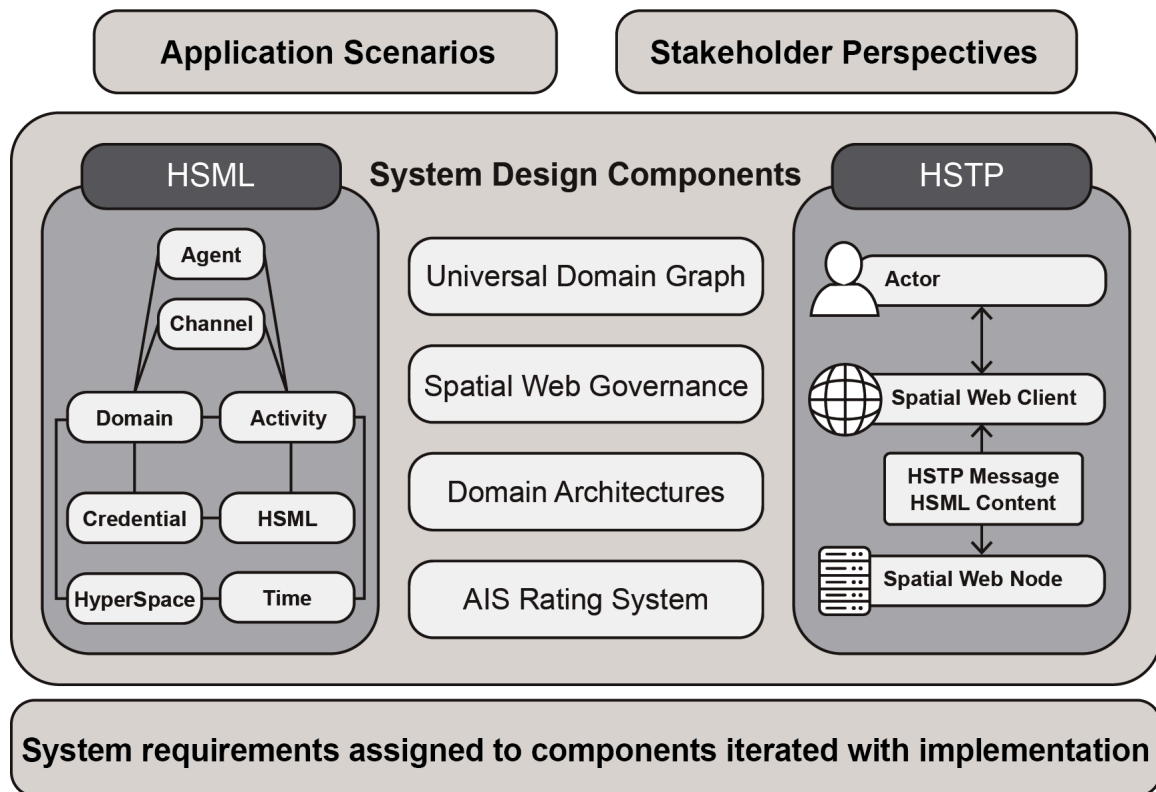 Application Scenarios
Stakeholder Perspectives
System Design Components
HSML
Agent
Channel
Domain
Activity
Credential
HSML
HyperSpace
Time
Universal Domain Graph
Spatial Web Governance
Domain Architectures
AIS Rating System
HSTP
Actor
Spatial Web Client
HSTP Message
HSML Content
Spatial Web Node
System requirements assigned to components iterated with implementation